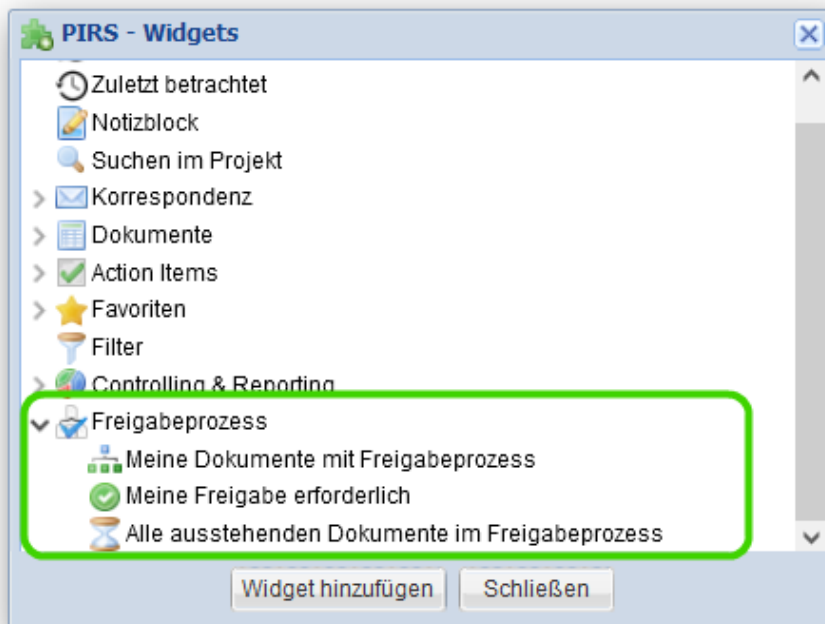 PIRS - Widgets
Zuletzt betrachtet
Notizblock
Suchen im Projekt
Korrespondenz
Dokumente
Action Items
Favoriten
Filter
Controlling & Reporting
Freigabeprozess
Meine Dokumente mit Freigabeprozess
Meine Freigabe erforderlich
Alle ausstehenden Dokumente im Freigabeprozess
Widget hinzufügen Schließen